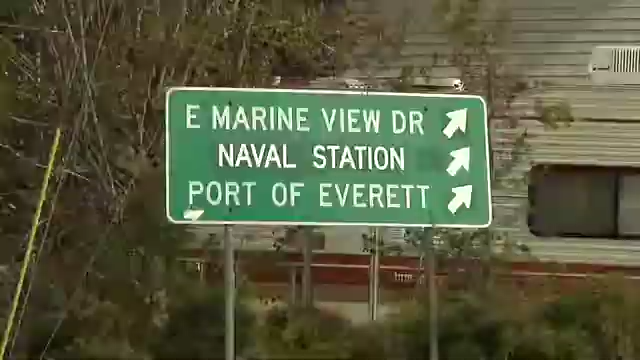 E MARINE VIEW DR
NAVAL STATION
PORT OF EVERETT